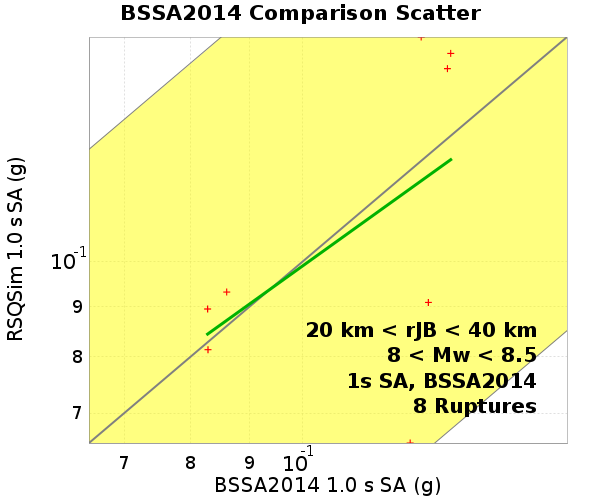 BSSA2014 Comparison Scatter
RSQSim 1.0 s SA (g)
10-1
9
8
7
20 km < rJB < 40 km
8 < Mw < 8.5
1s SA, BSSA2014
8 Ruptures
7 8 9 10-1
BSSA2014 1.0 s SA (g)